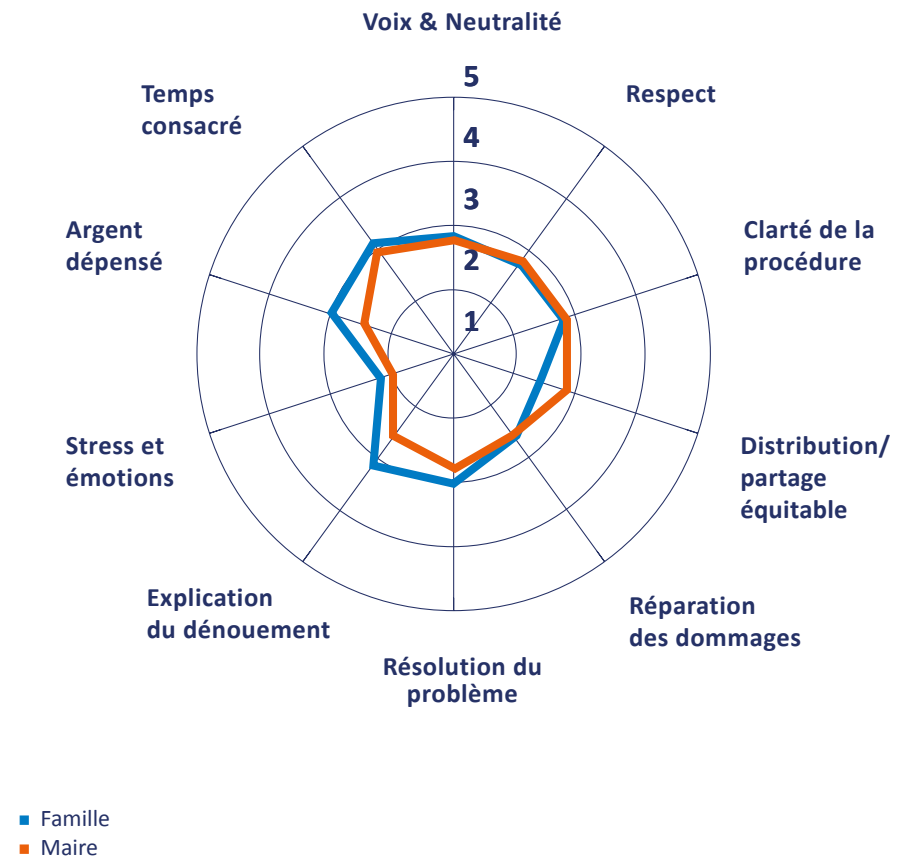 Voix & Neutralité
5
Temps
consacré
Respect
4
3
Argent
dépensé
Clarté de la
procédure
2
1
Stress et
émotions
Distribution/
partage
équitable
Explication
du dénouement
Réparation
des dommages
Résolution du
problème
Famille
Maire